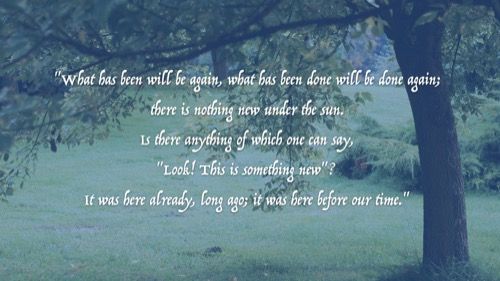 "What has been will be again, what has been done will be done again;
there is nothing new under the sun.
Is there anything of which one can say,
"Look! This is something new"?
It was here already, long ago; it was here before our time."